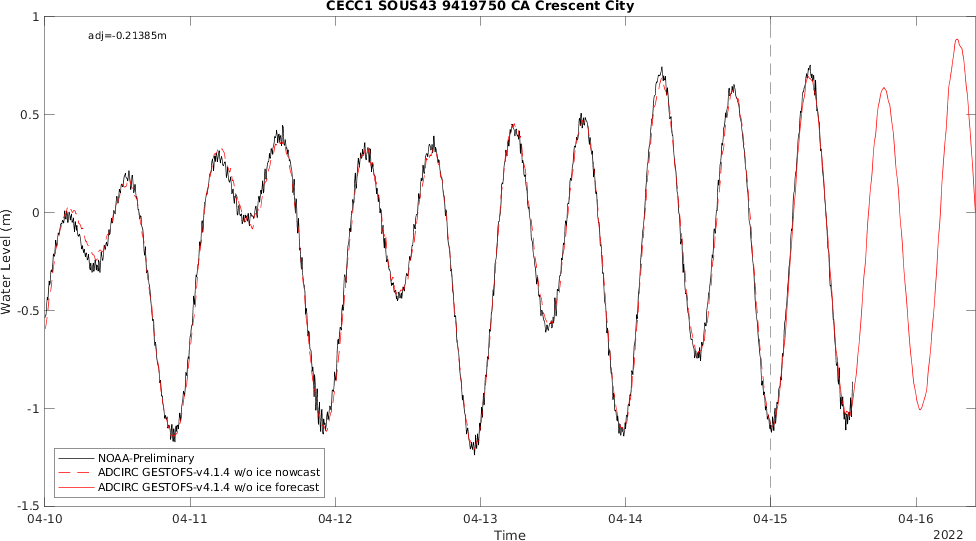 CECC1 SOUS43 9419750 CA Crescent City
adj=-0.21385m
Water Level (m)
1
0.5
0
-0.5
-1
-1.5
NOAA-Preliminary
ADCIRC GESTOFS-v4.1.4 w/o ice nowcast
ADCIRC GESTOFS-v4.1.4 w/o ice forecast
04-10 04-11 04-12 04-13 04-14 04-15 04-16
Time
2022